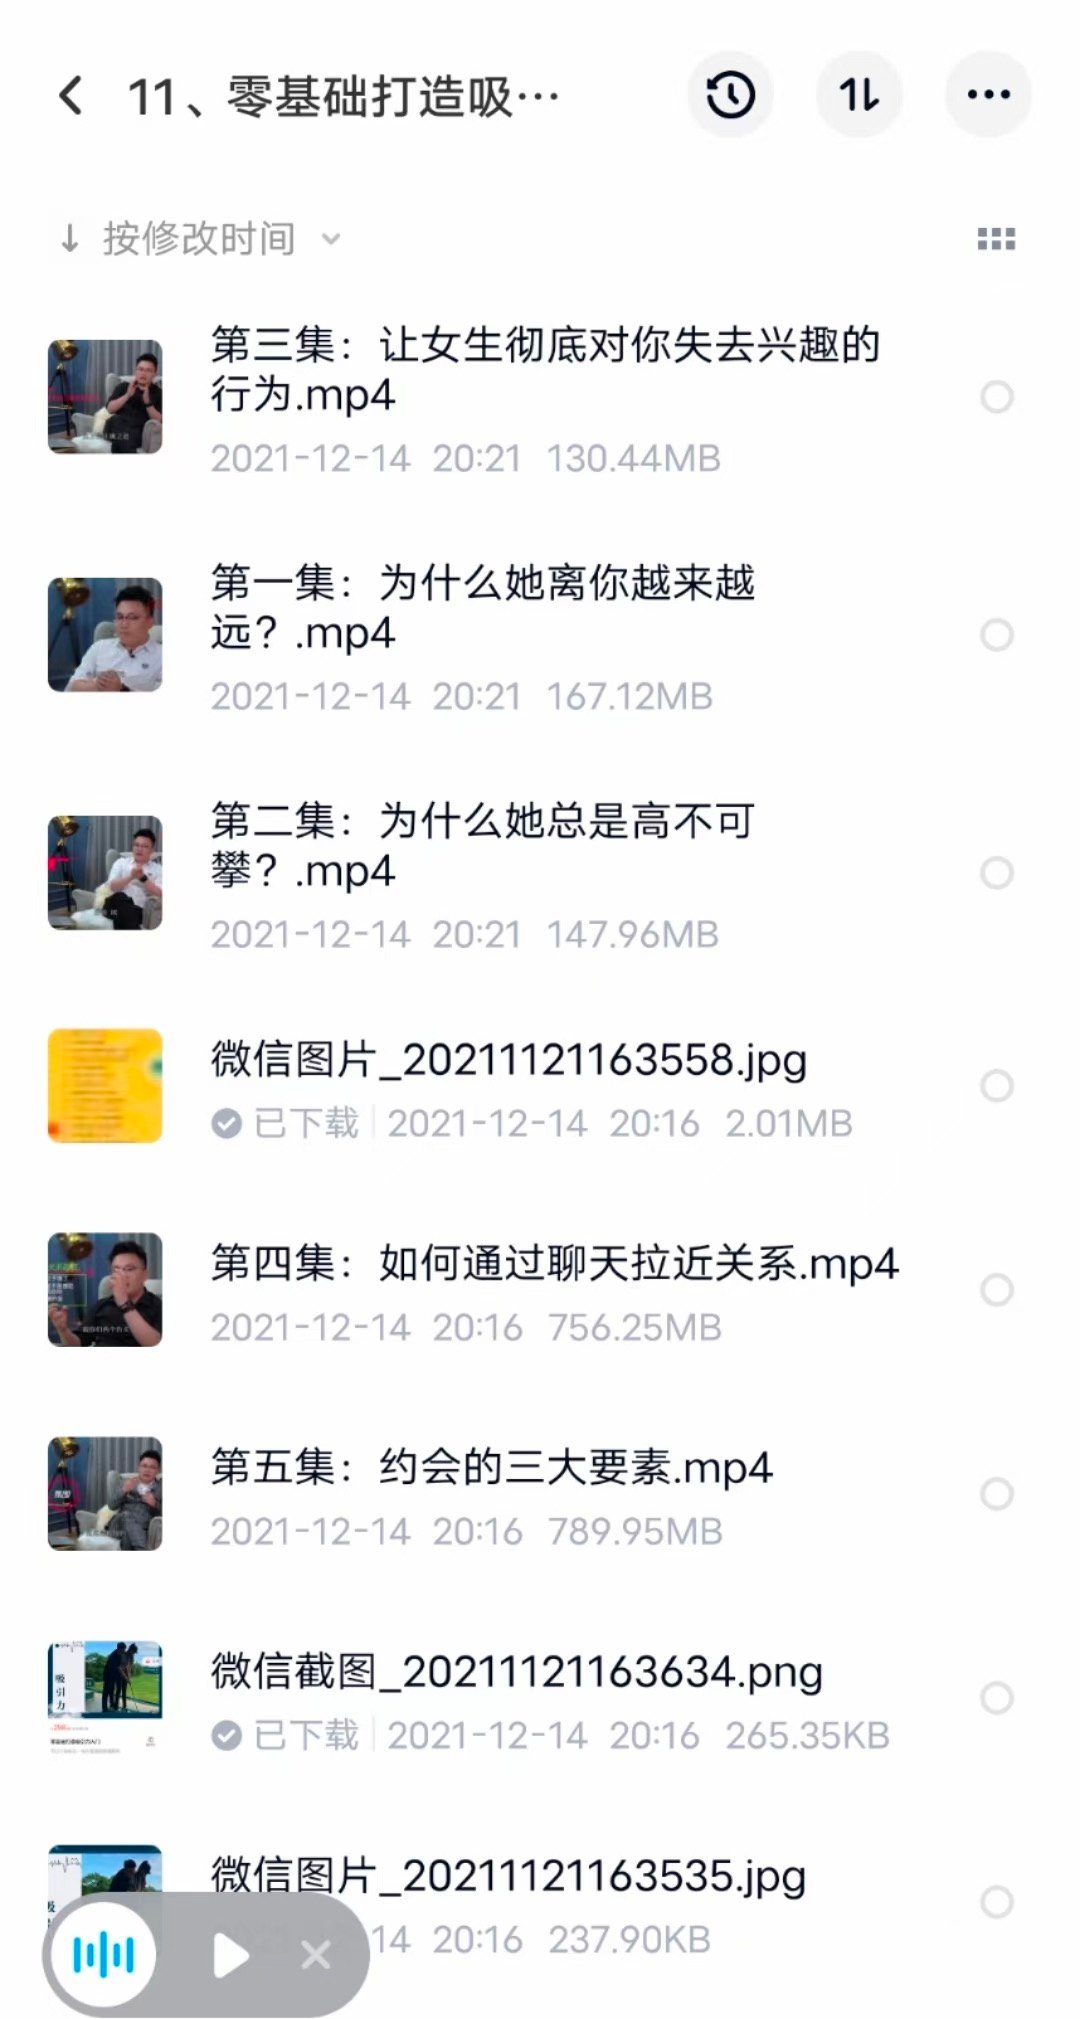 11、零基础打造吸…
按修改时间
第三集：让女生彻底对你失去兴趣的
行为.mp4
2021-12-14 20:21 130.44MB
第一集：为什么她离你越来越
远？.mp4
2021-12-14 20:21 167.12MB
第二集：为什么她总是高不可
攀？.mp4
2021-12-14 20:21 147.96MB
微信图片_20211121163558.jpg
已下载 2021-12-14 20:16 2.01MB
第四集：如何通过聊天拉近关系.mp4
2021-12-14 20:16 756.25MB
第五集：约会的三大要素.mp4
2021-12-14 20:16 789.95MB
吸
引
力
微信截图_20211121163634.png
已下载 2021-12-14 20:16 265.35KB
微信图片_20211121163535.jpg
14 20:16 237.90KB